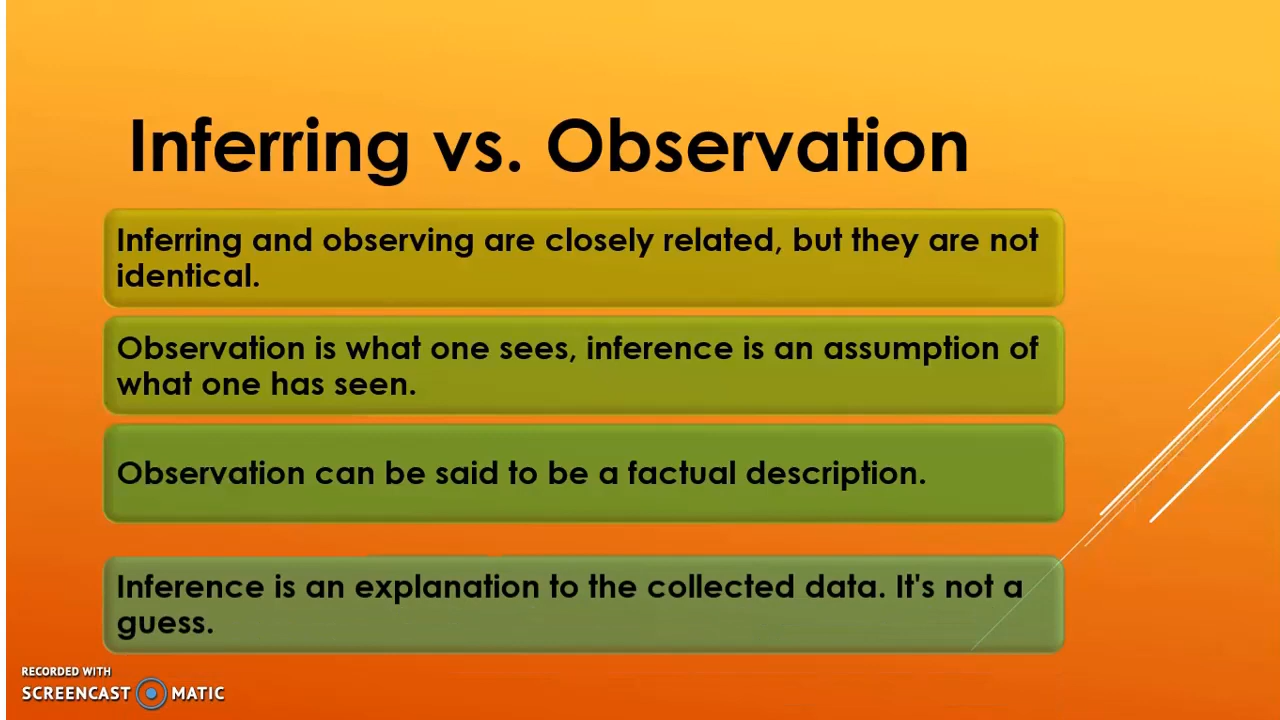 Inferring vs. Observation
Inferring and observing are closely related, but they are not
identical.
Observation is what one sees, inference is an assumption of
what one has seen.
Observation can be said to be a factual description.
Inference is an explanation to the collected data. It's not a
guess.
RECORDED WITH
SCREENCAST MATIC